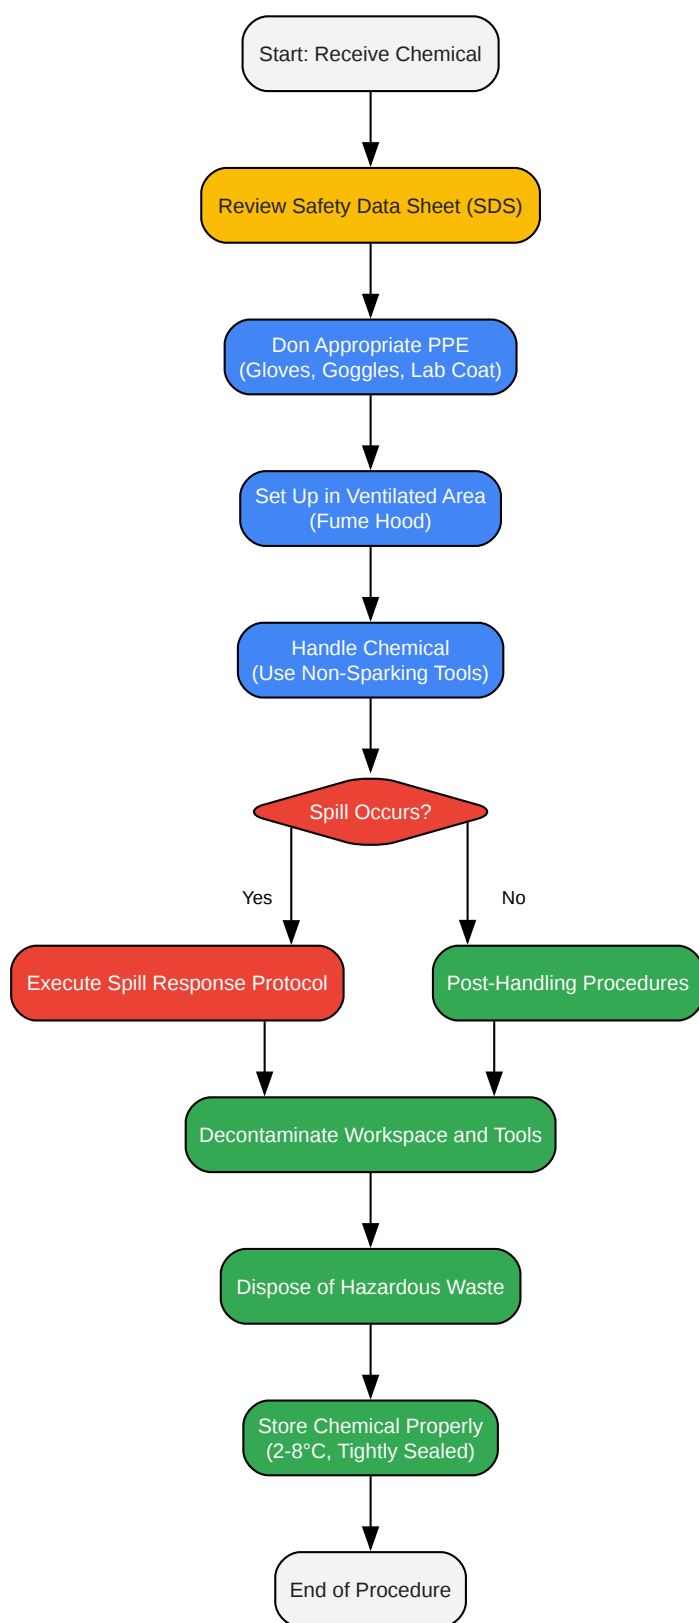 Start: Receive Chemical
Review Safety Data Sheet (SDS)
Don Appropriate PPE
(Gloves, Goggles, Lab Coat)
Set Up in Ventilated Area
(Fume Hood)
Handle Chemical
(Use Non-Sparking Tools)
Spill Occurs?
Yes
No
Execute Spill Response Protocol
Post-Handling Procedures
Decontaminate Workspace and Tools
Dispose of Hazardous Waste
Store Chemical Properly
(2-8°C, Tightly Sealed)
End of Procedure